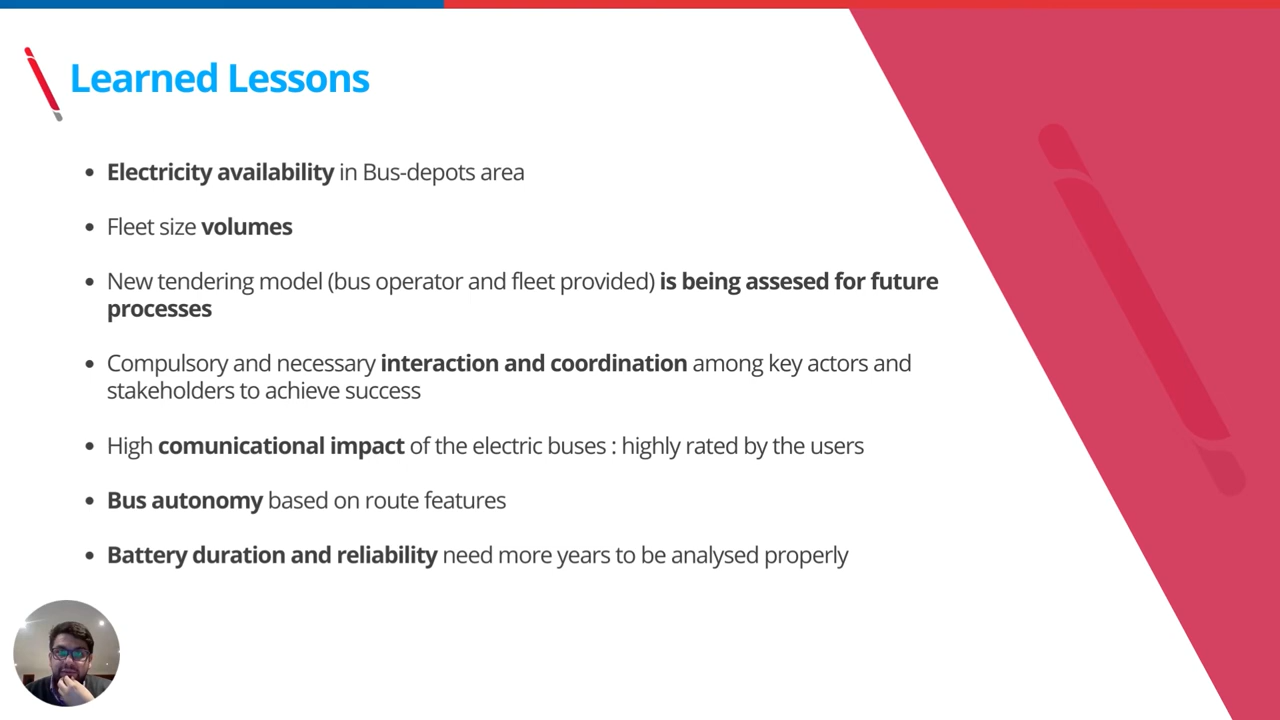 Learned Lessons
• Electricity availability in Bus-depots area
• Fleet size volumes
• New tendering model (bus operator and fleet provided) is being assesed for future
processes
• Compulsory and necessary interaction and coordination among key actors and
stakeholders to achieve success
• High comunicational impact of the electric buses : highly rated by the users
• Bus autonomy based on route features
• Battery duration and reliability need more years to be analysed properly